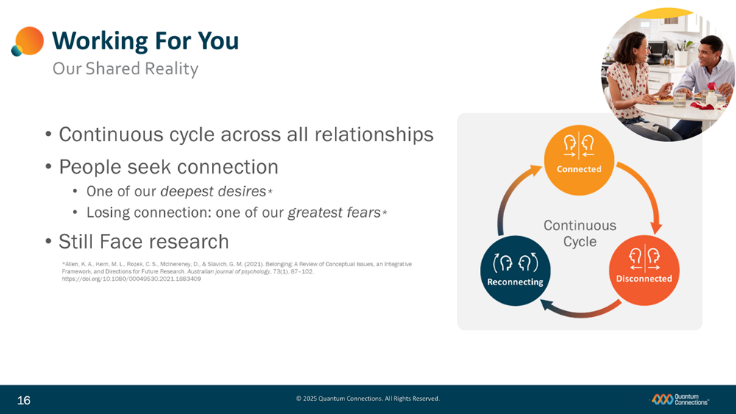 Working For You
Our Shared Reality
• Continuous cycle across all relationships
• People seek connection
• One of our deepest desires*
• Losing connection: one of our greatest fears*
• Still Face research
*Allen, K. A., Kern, M. L., Rozek, C. S., McInereney, D., & Slavich, G. M. (2021). Belonging: A Review of Conceptual Issues, an Integrative
Framework, and Directions for Future Research. Australian journal of psychology, 73(1), 87–102.
https://doi.org/10.1080/00049530.2021.1883409
Connected
Continuous
Cycle
Reconnecting
Disconnected
16
© 2025 Quantum Connections. All Rights Reserved.
Quantum
Connections™